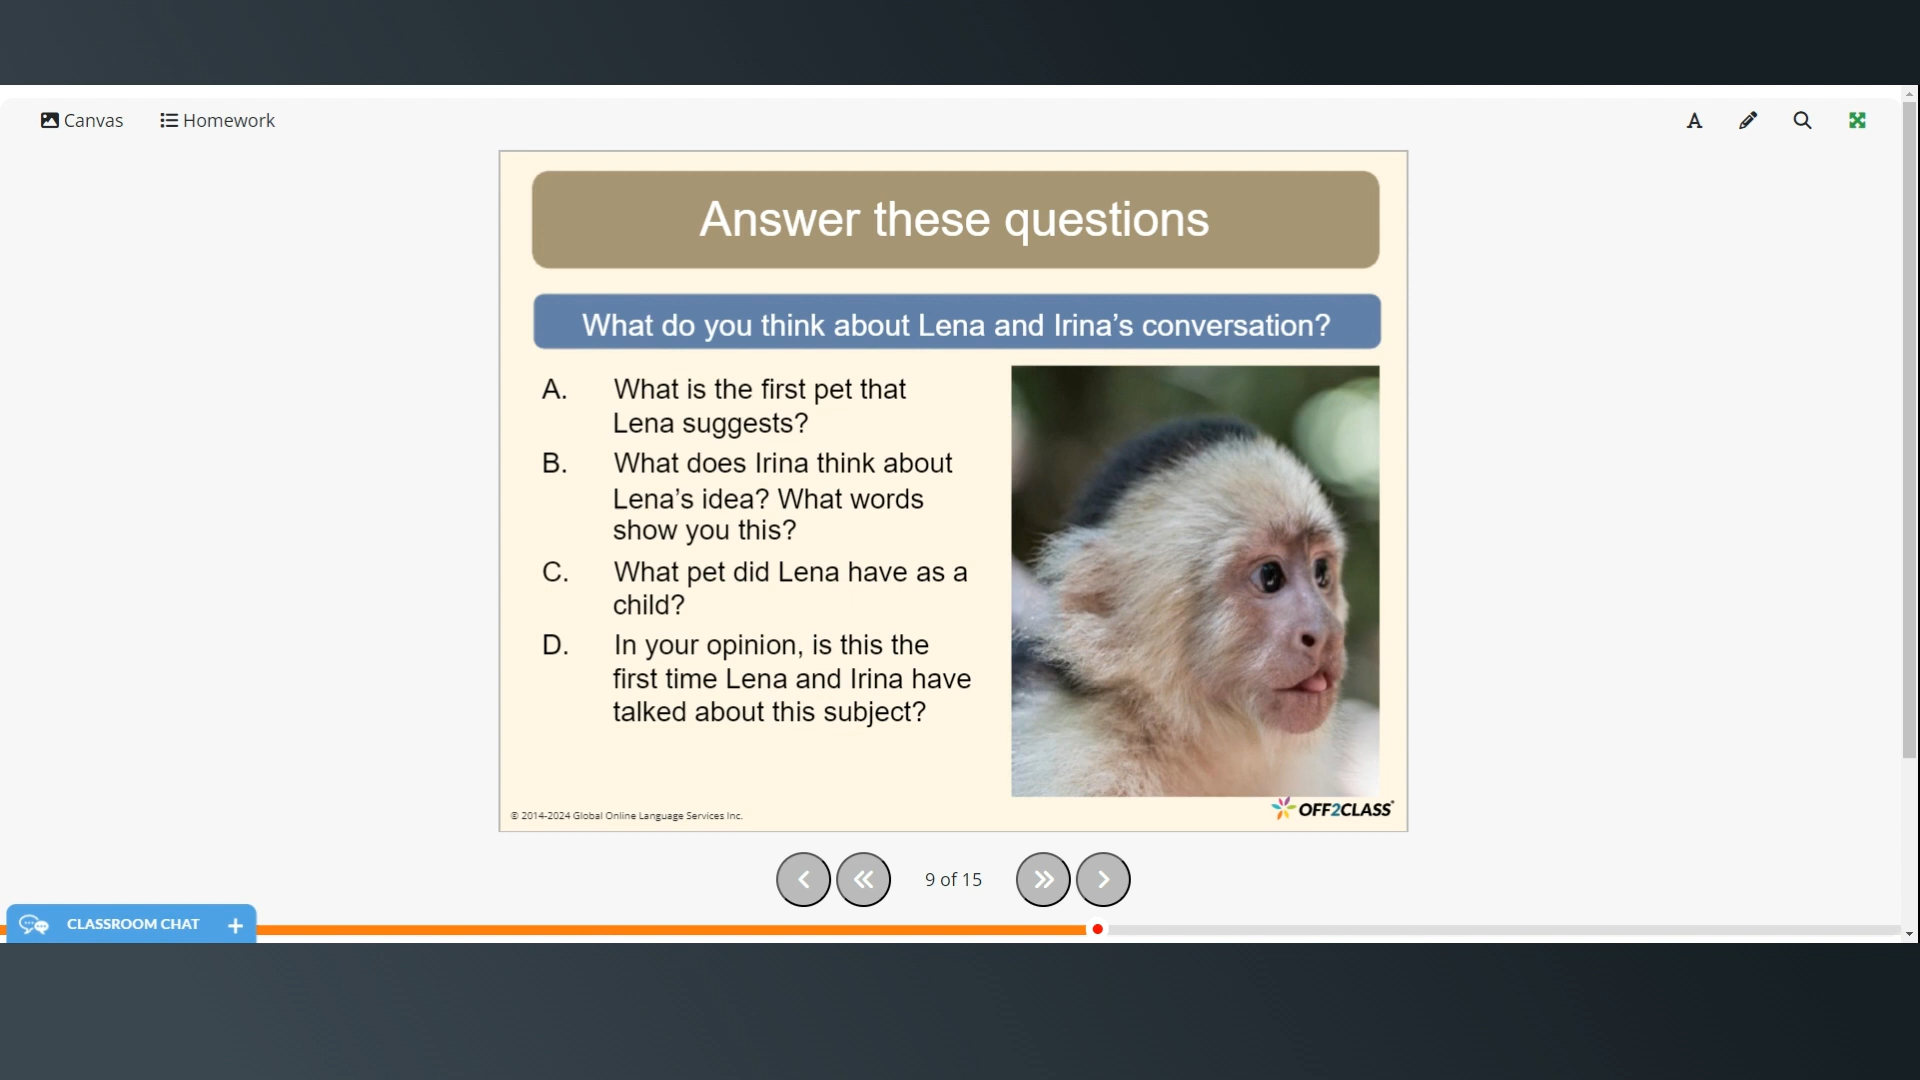 Canvas
Homework
A
Answer these questions
What do you think about Lena and Irina's conversation?
A. What is the first pet that
Lena suggests?
B. What does Irina think about
Lena's idea? What words
show you this?
C. What pet did Lena have as a
child?
D. In your opinion, is this the
first time Lena and Irina have
talked about this subject?
© 2014-2024 Global Online Language Services Inc.
OFF2CLASS
9 of 15
CLASSROOM CHAT +